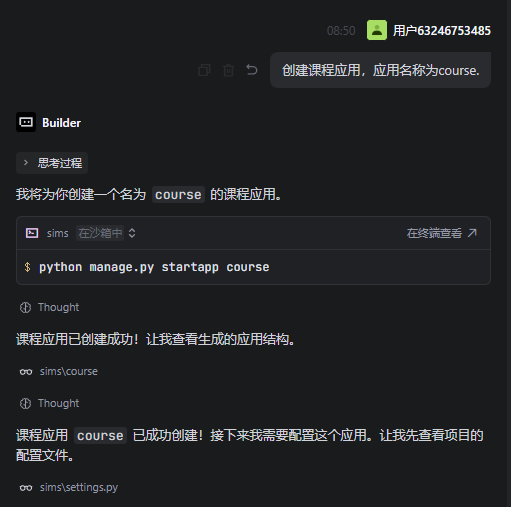 08:50 用户63246753485
创建课程应用，应用名称为course.
Builder
思考过程
我将为你创建一个名为 course 的课程应用。
sims 在沙箱中 在终端查看
$ python manage.py startapp course
Thought
课程应用已创建成功！让我查看生成的应用结构。
sims\course
Thought
课程应用 course 已成功创建！接下来我需要配置这个应用。让我先查看项目的
配置文件。
sims\settings.py